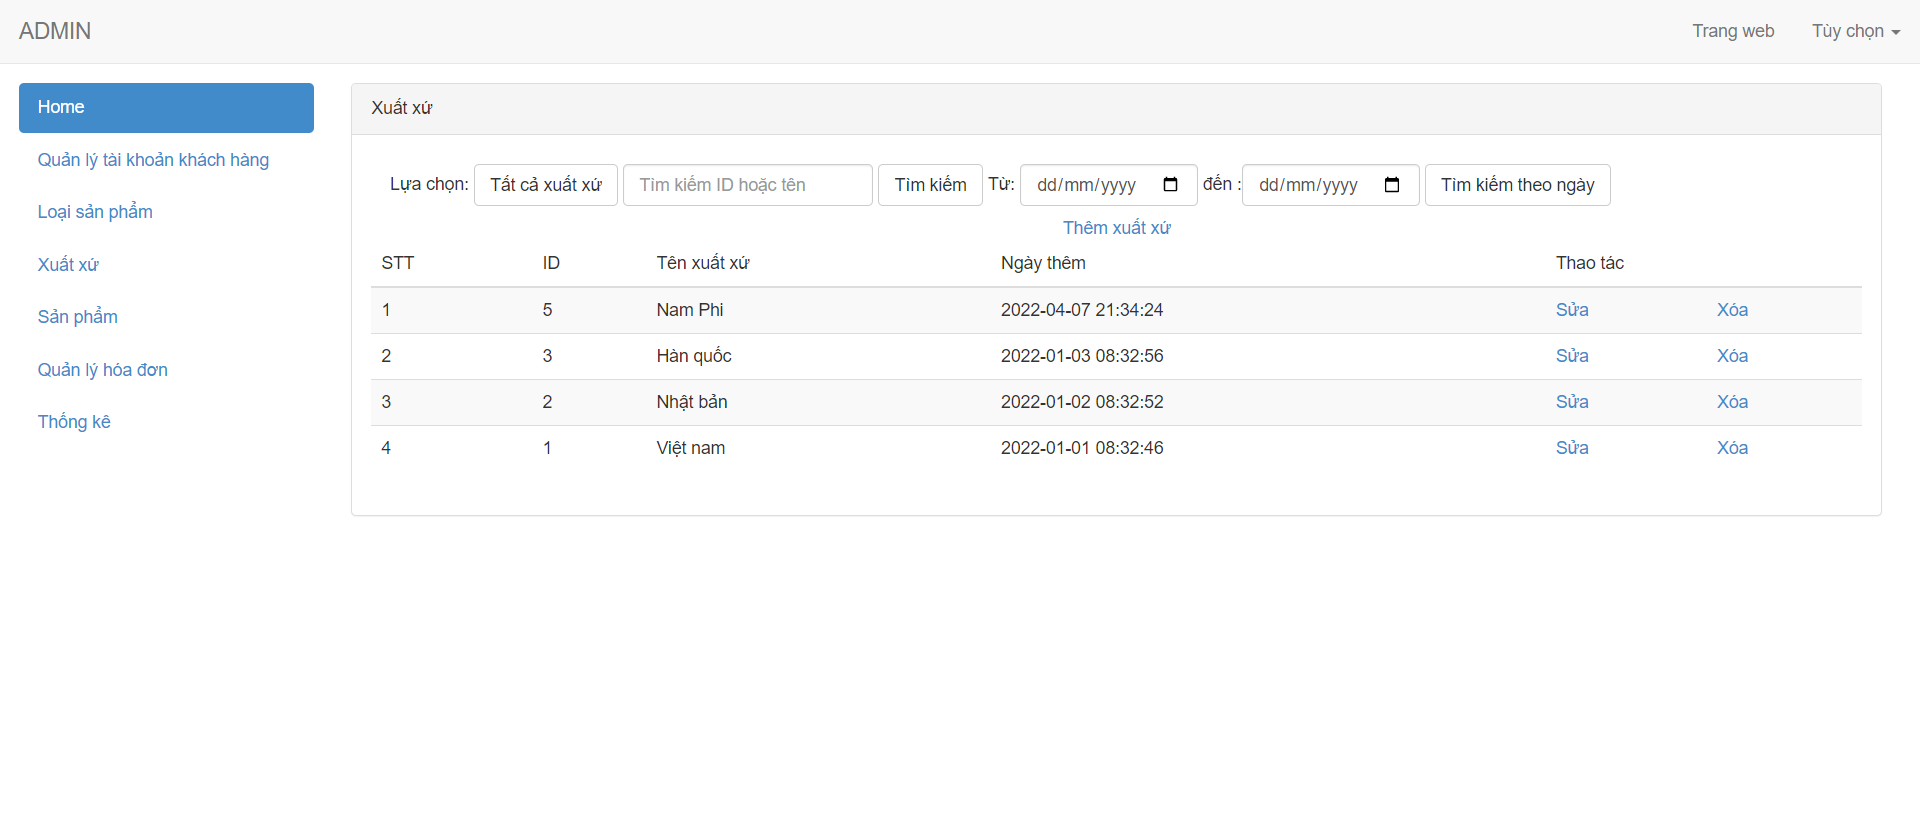 ADMIN Trang web Tùy chọn
Home
Quản lý tài khoản khách hàng
Loại sản phẩm
Xuất xứ
Sản phẩm
Quản lý hóa đơn
Thống kê
Xuất xứ
Lựa chọn: Tất cả xuất xứ Tìm kiếm ID hoặc tên Tìm kiếm Từ: dd/mm/yyyy đến : dd/mm/yyyy Tìm kiếm theo ngày
Thêm xuất xứ
STT ID Tên xuất xứ Ngày thêm Thao tác
1 5 Nam Phi 2022-04-07 21:34:24 Sửa Xóa
2 3 Hàn quốc 2022-01-03 08:32:56 Sửa Xóa
3 2 Nhật bản 2022-01-02 08:32:52 Sửa Xóa
4 1 Việt nam 2022-01-01 08:32:46 Sửa Xóa